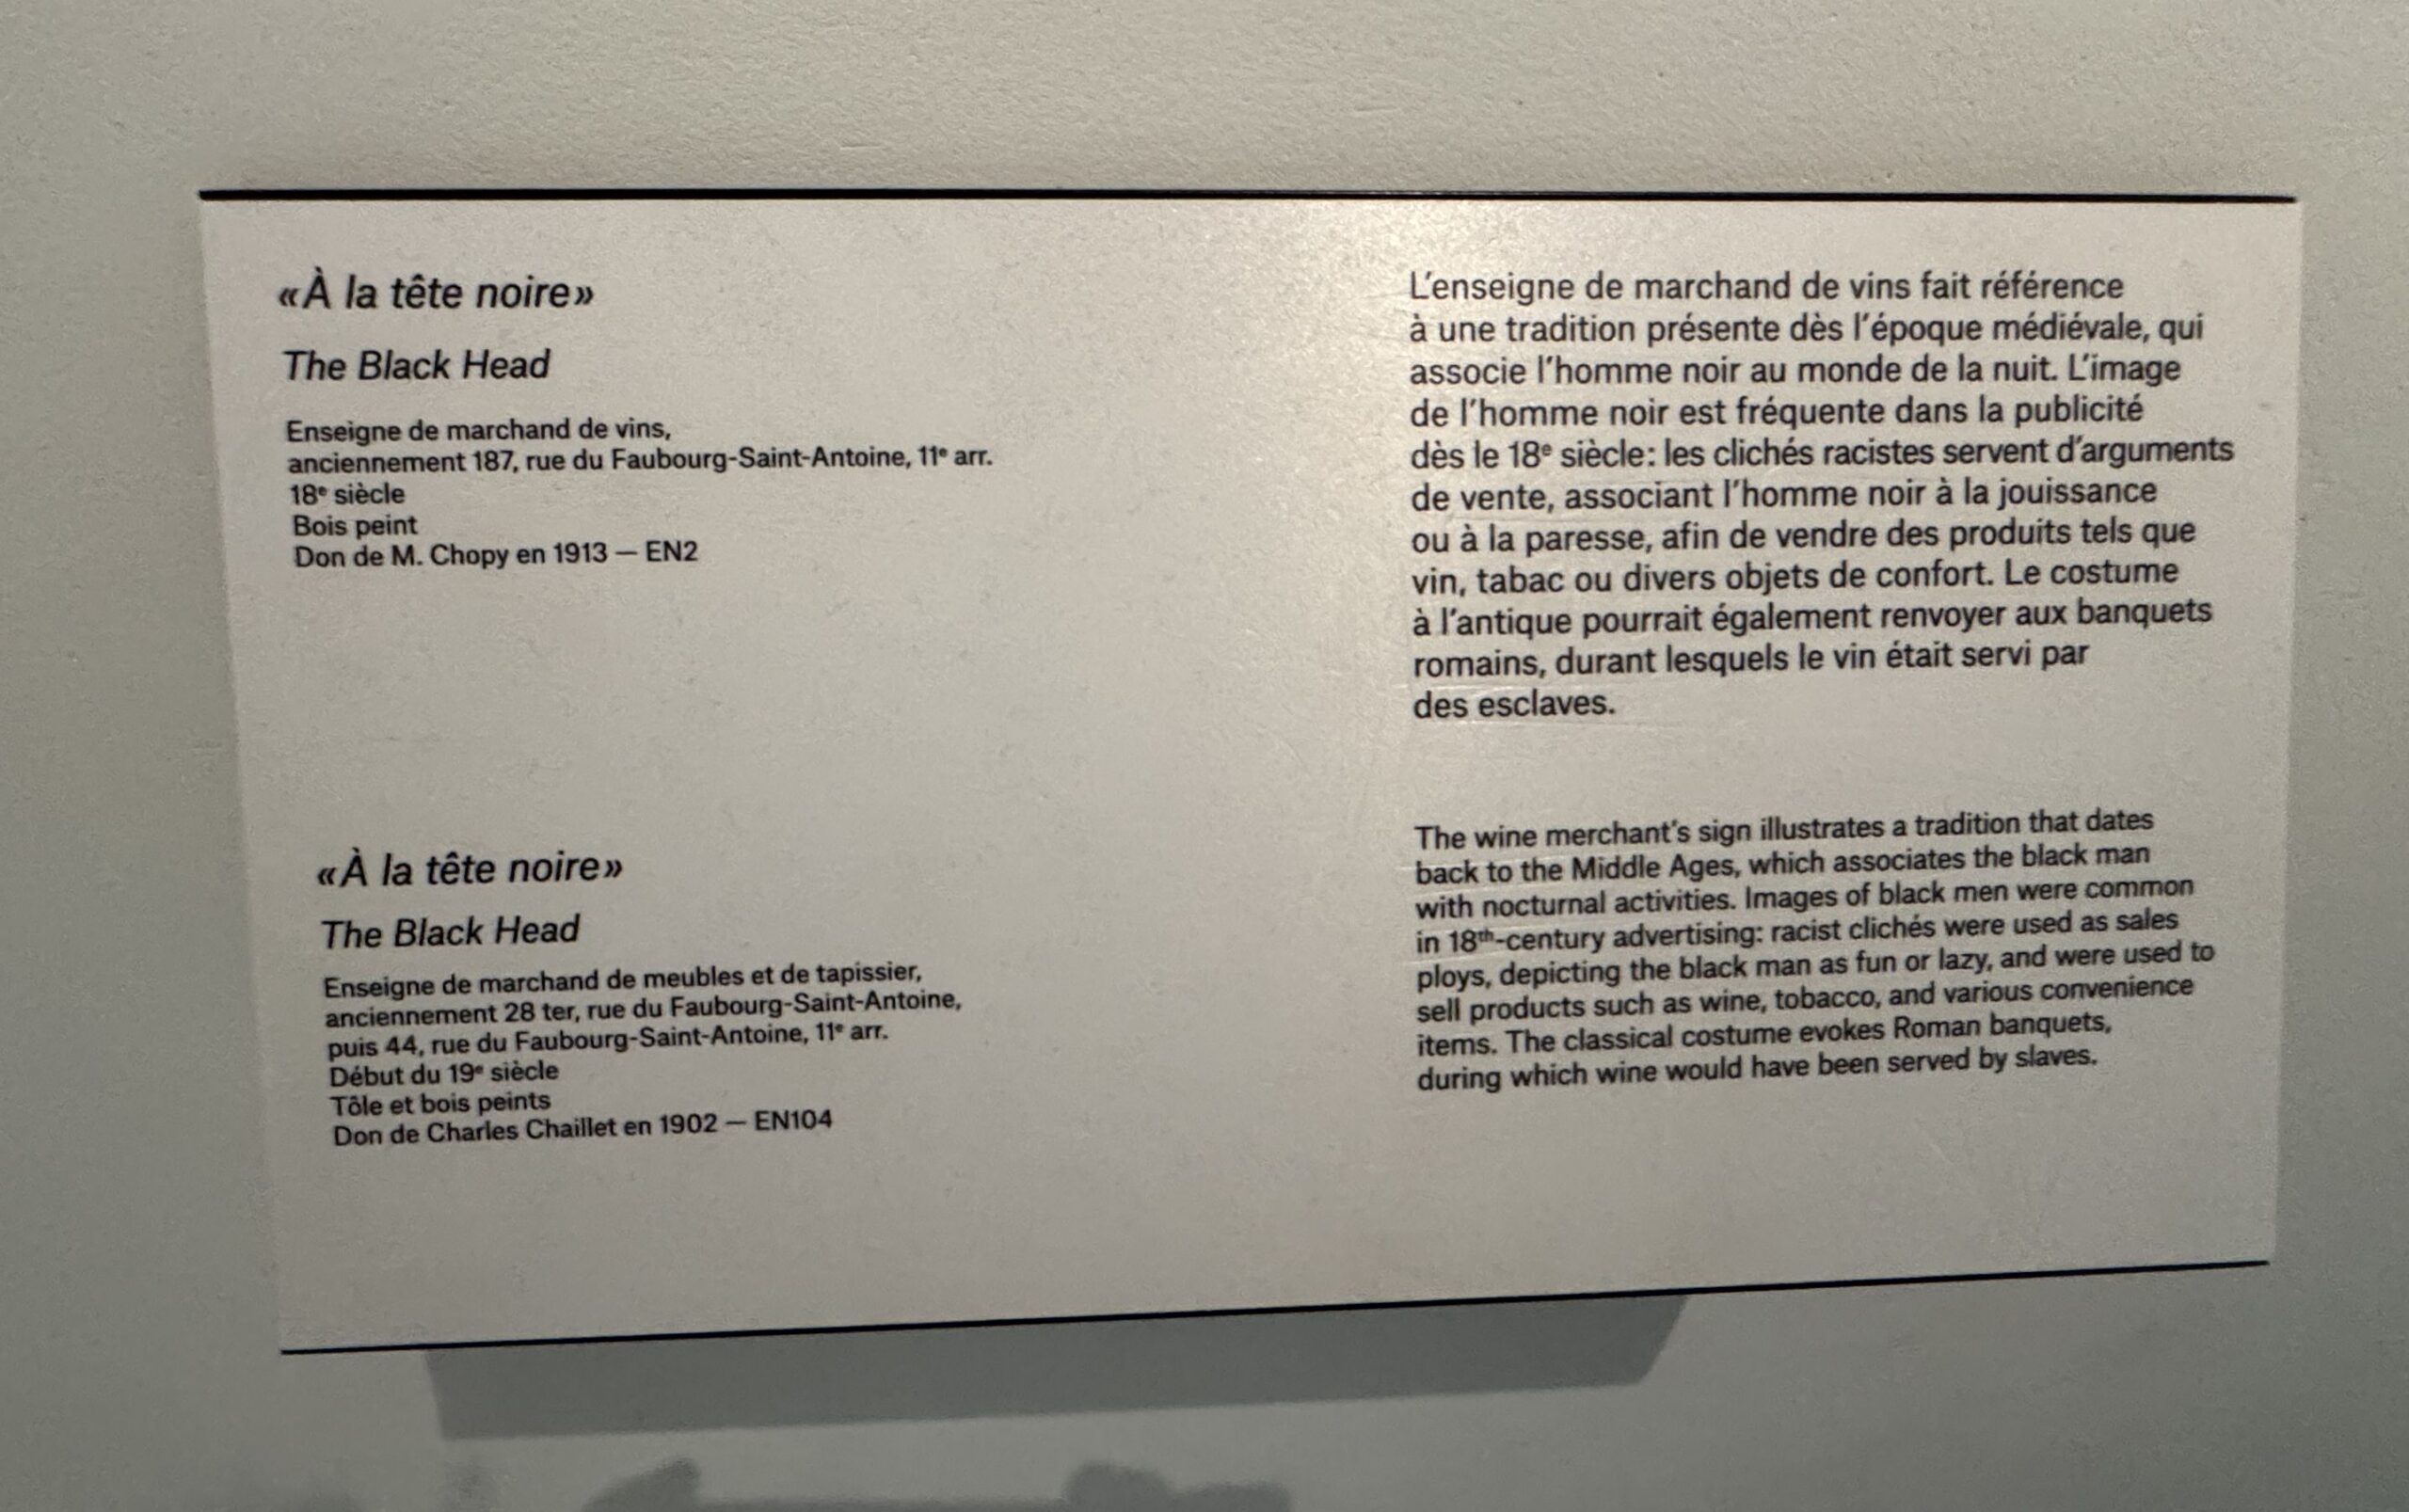 «À la tête noire»
The Black Head
Enseigne de marchand de vins,
anciennement 187, rue du Faubourg-Saint-Antoine, 11e arr.
18e siècle
Bois peint
Don de M. Chopy en 1913 — EN2
«À la tête noire»
The Black Head
Enseigne de marchand de meubles et de tapissier,
anciennement 28 ter, rue du Faubourg-Saint-Antoine,
puis 44, rue du Faubourg-Saint-Antoine, 11e arr.
Début du 19e siècle
Tôle et bois peints
Don de Charles Chaillet en 1902 — EN104
L'enseigne de marchand de vins fait référence
à une tradition présente dès l'époque médiévale, qui
associe l'homme noir au monde de la nuit. L'image
de l'homme noir est fréquente dans la publicité
dès le 18e siècle: les clichés racistes servent d'arguments
de vente, associant l'homme noir à la jouissance
ou à la paresse, afin de vendre des produits tels que
vin, tabac ou divers objets de confort. Le costume
à l'antique pourrait également renvoyer aux banquets
romains, durant lesquels le vin était servi par
des esclaves.
The wine merchant's sign illustrates a tradition that dates
back to the Middle Ages, which associates the black man
with nocturnal activities. Images of black men were common
in 18th-century advertising: racist clichés were used as sales
ploys, depicting the black man as fun or lazy, and were used to
sell products such as wine, tobacco, and various convenience
items. The classical costume evokes Roman banquets,
during which wine would have been served by slaves.